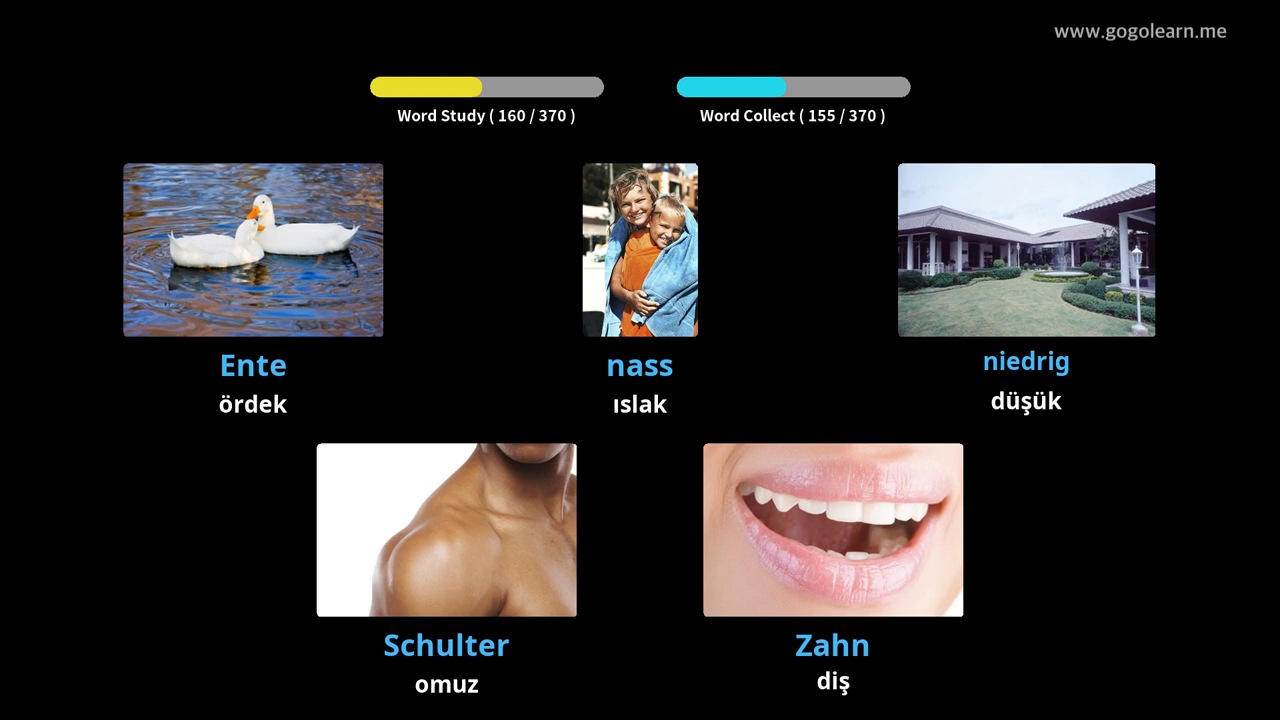 www.gogolearn.me
Word Study ( 160 / 370 )
Word Collect ( 155 / 370 )
Ente
ördek
nass
ıslak
niedrig
düşük
Schulter
omuz
Zahn
diş